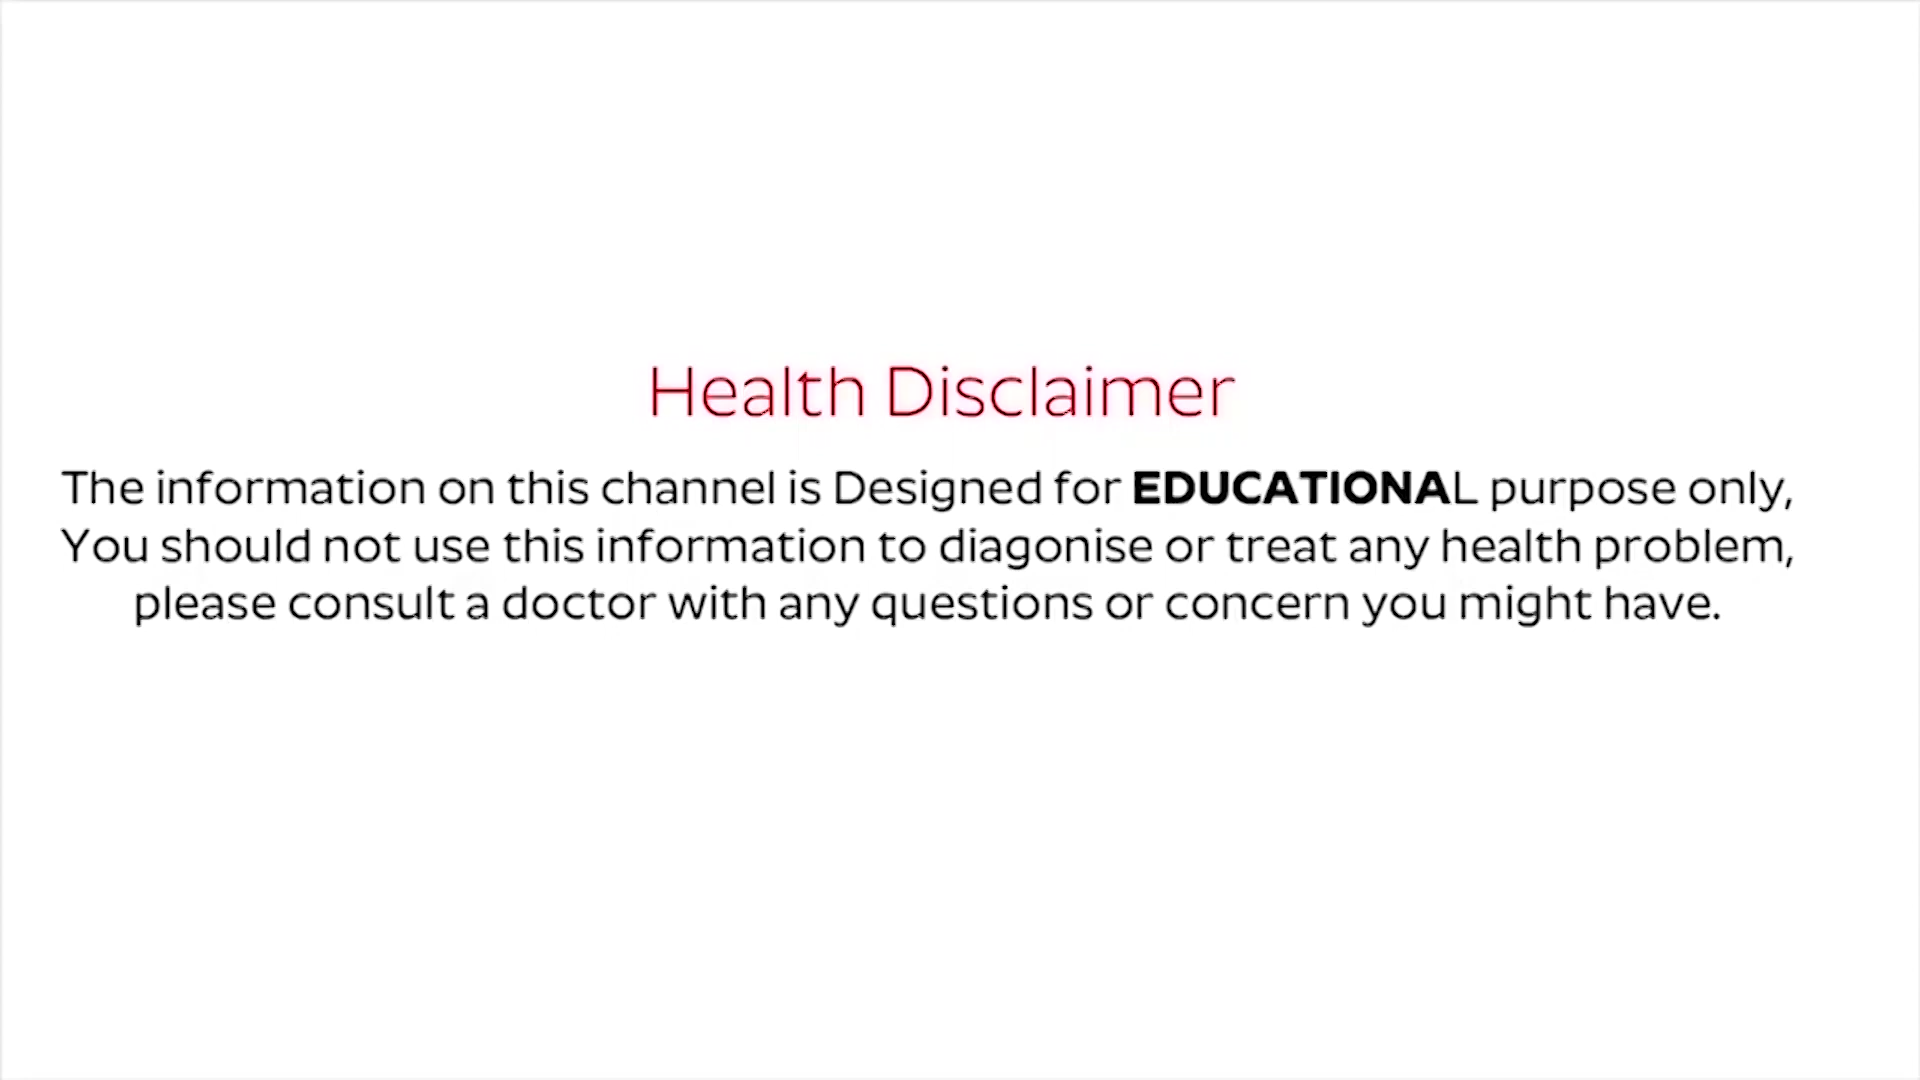 Health Disclaimer
The information on this channel is Designed for EDUCATIONAL purpose only,
You should not use this information to diagonise or treat any health problem,
please consult a doctor with any questions or concern you might have.